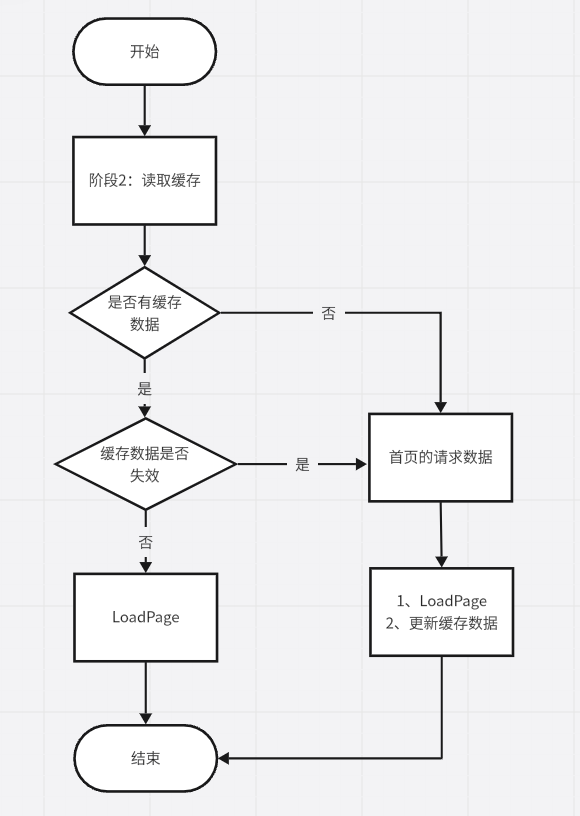 开始
阶段2：读取缓存
是否有缓存
数据
否
是
缓存数据是否
失效
是
首页的请求数据
否
LoadPage
1、LoadPage
2、更新缓存数据
结束